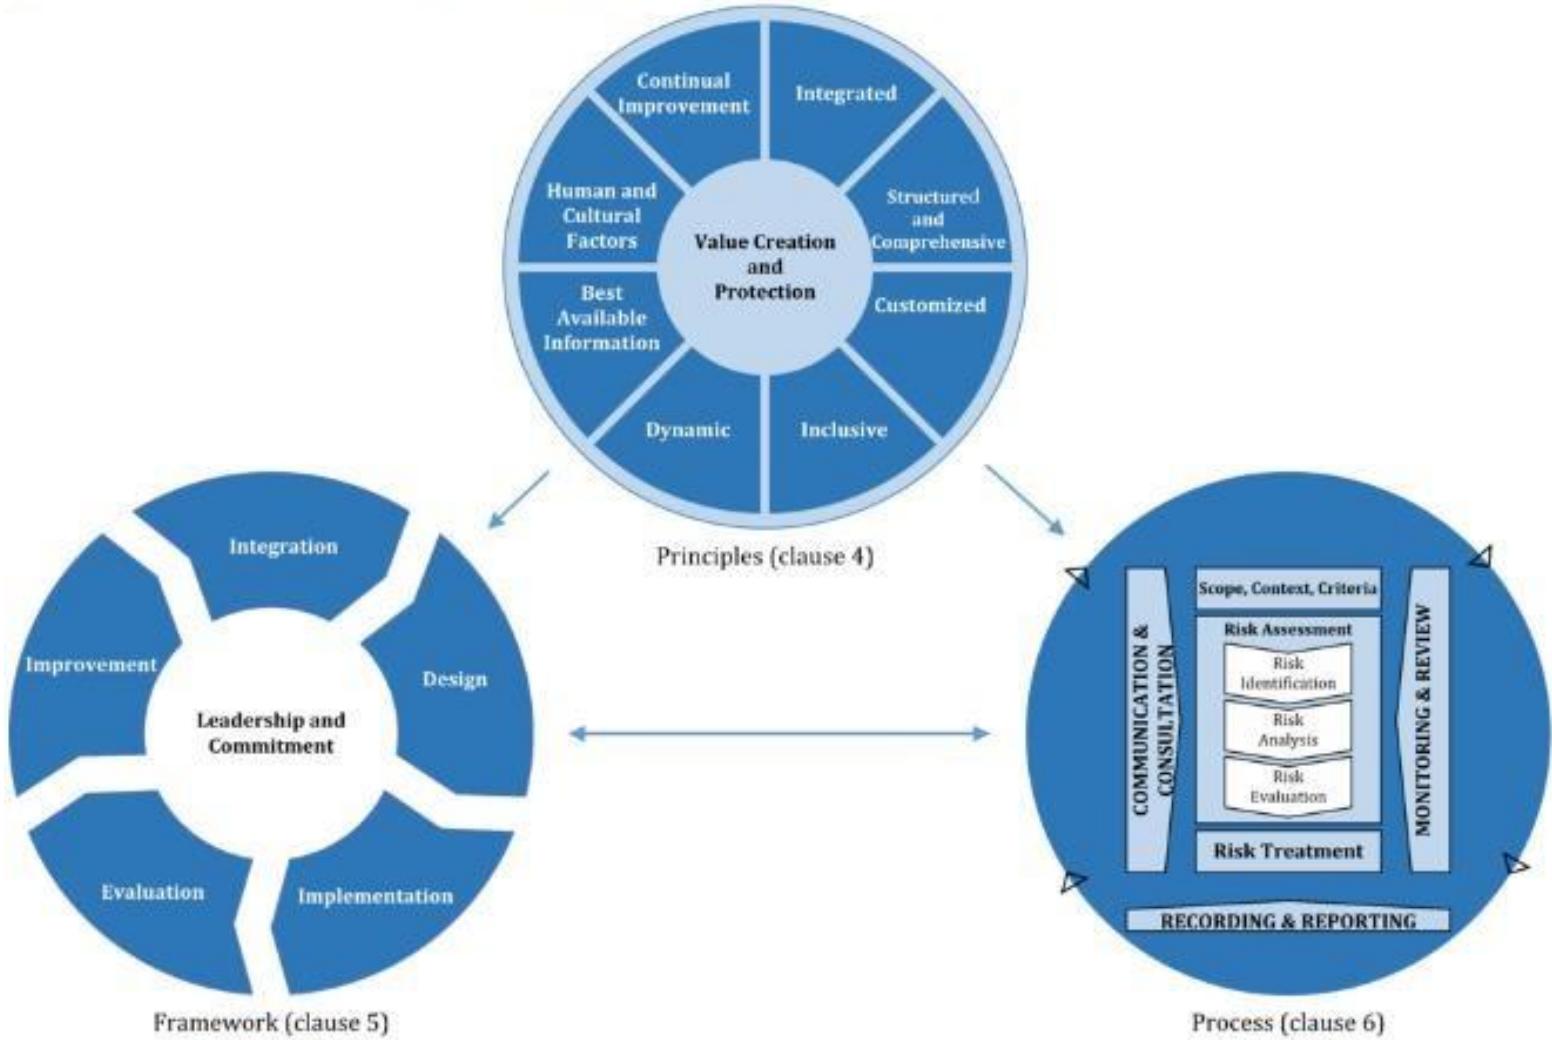 Continual
Improvement
Integrated
Human and
Cultural
Factors
Structured
and
Comprehensive
Value Creation
and
Protection
Best
Available
Information
Customized
Dynamic
Inclusive
Principles (clause 4)
Integration
Improvement
Design
Leadership and
Commitment
Evaluation
Implementation
Framework (clause 5)
COMMUNICATION &
CONSULTATION
Scope, Context, Criteria
Risk Assessment
Risk
Identification
Risk
Analysis
Risk
Evaluation
Risk Treatment
MONITORING & REVIEW
RECORDING & REPORTING
Process (clause 6)